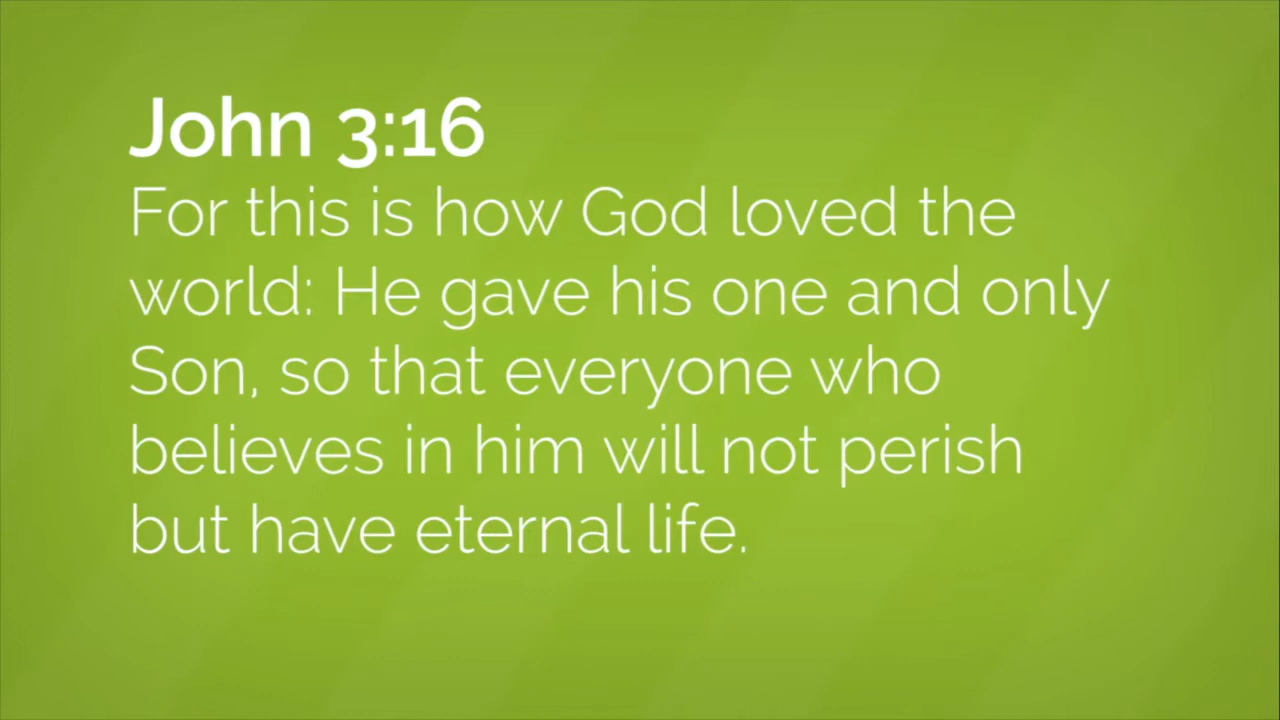 John 3:16
For this is how God loved the
world: He gave his one and only
Son, so that everyone who
believes in him will not perish
but have eternal life.